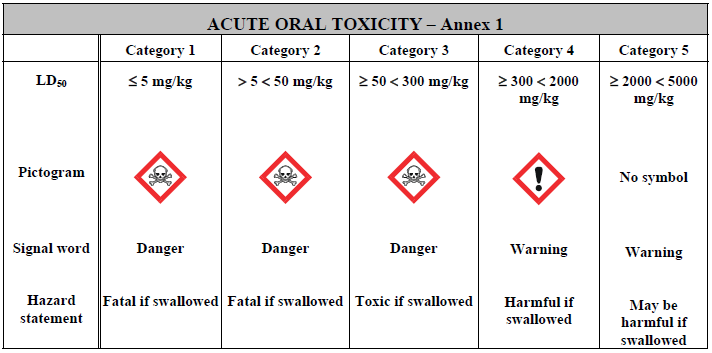 ACUTE ORAL TOXICITY – Annex 1
Category 1 Category 2 Category 3 Category 4 Category 5
LD50 ≤ 5 mg/kg > 5 < 50 mg/kg ≥ 50 < 300 mg/kg ≥ 300 < 2000 ≥ 2000 < 5000
mg/kg mg/kg
Pictogram No symbol
Signal word Danger Danger Danger Warning Warning
Hazard Fatal if swallowed Fatal if swallowed Toxic if swallowed Harmful if May be
statement swallowed harmful if
swallowed